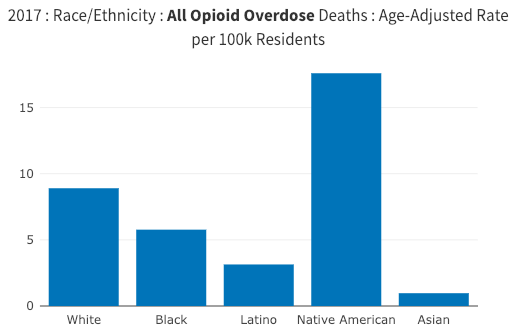 2017 : Race/Ethnicity : All Opioid Overdose Deaths : Age-Adjusted Rate
per 100k Residents
15
10
5
0
White Black Latino Native American Asian